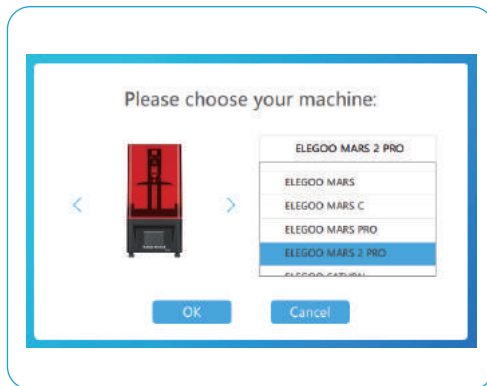 Please choose your machine:
ELEGOO MARS 2 PRO
ELEGOO MARS
ELEGOO MARS C
ELEGOO MARS PRO
ELEGOO MARS 2 PRO
ELEGOO
OK
Cancel